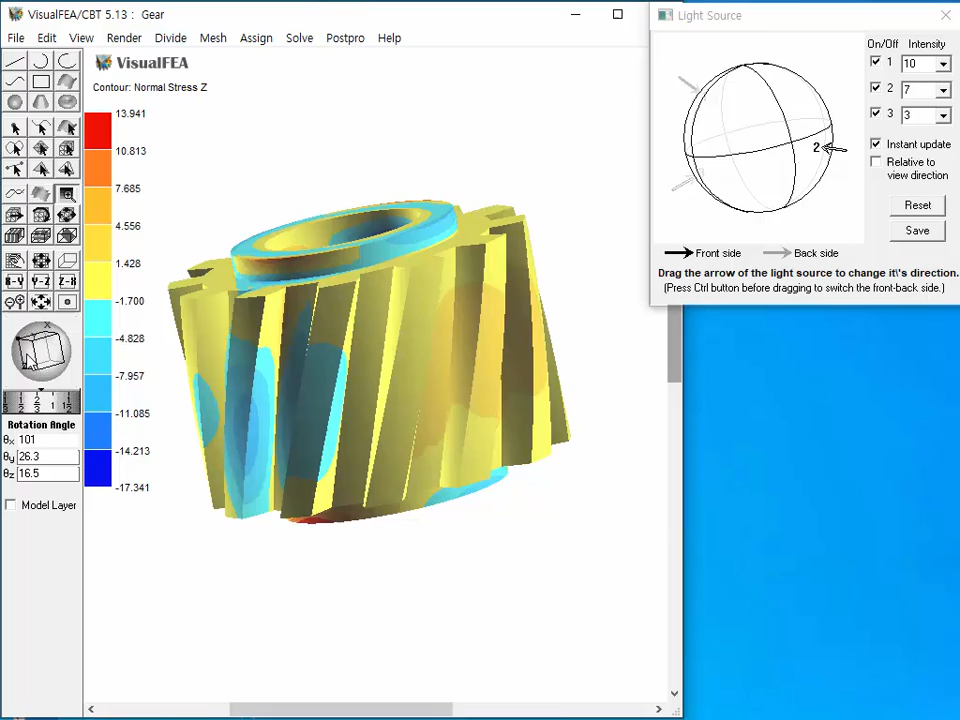 VisualFEA/CBT 5.13 : Gear
File Edit View Render Divide Mesh Assign Solve Postpro Help
VisualFEA
Contour: Normal Stress Z
13.941
10.813
7.685
4.556
1.428
-1.700
-4.828
-7.957
-11.085
-14.213
-17.341
X-Y Y-Z Z-X
X
Rotation Angle
θx 101
θy 26.3
θz 16.5
Model Layer
Light Source
On/Off Intensity
1 10
2 7
3 3
2
Instant update
Relative to
view direction
Reset
Save
Front side Back side
Drag the arrow of the light source to change it\'s direction.
(Press Ctrl button before dragging to switch the front-back side.)